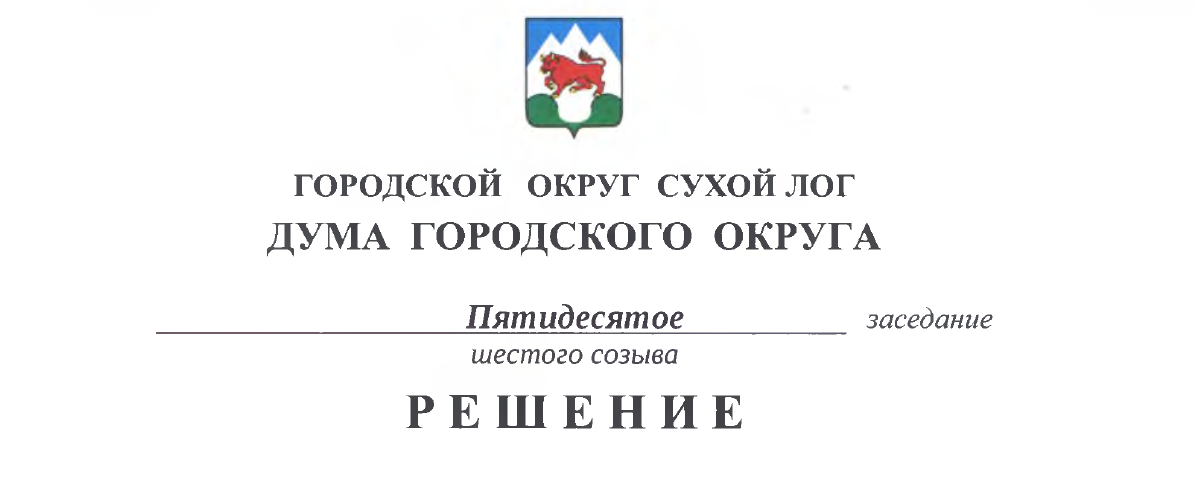 ГОРОДСКОЙ ОКРУГ СУХОЙ ЛОГ
ДУМА ГОРОДСКОГО ОКРУГА
Пятидесятое заседание
шестого созыва
РЕШЕНИЕ